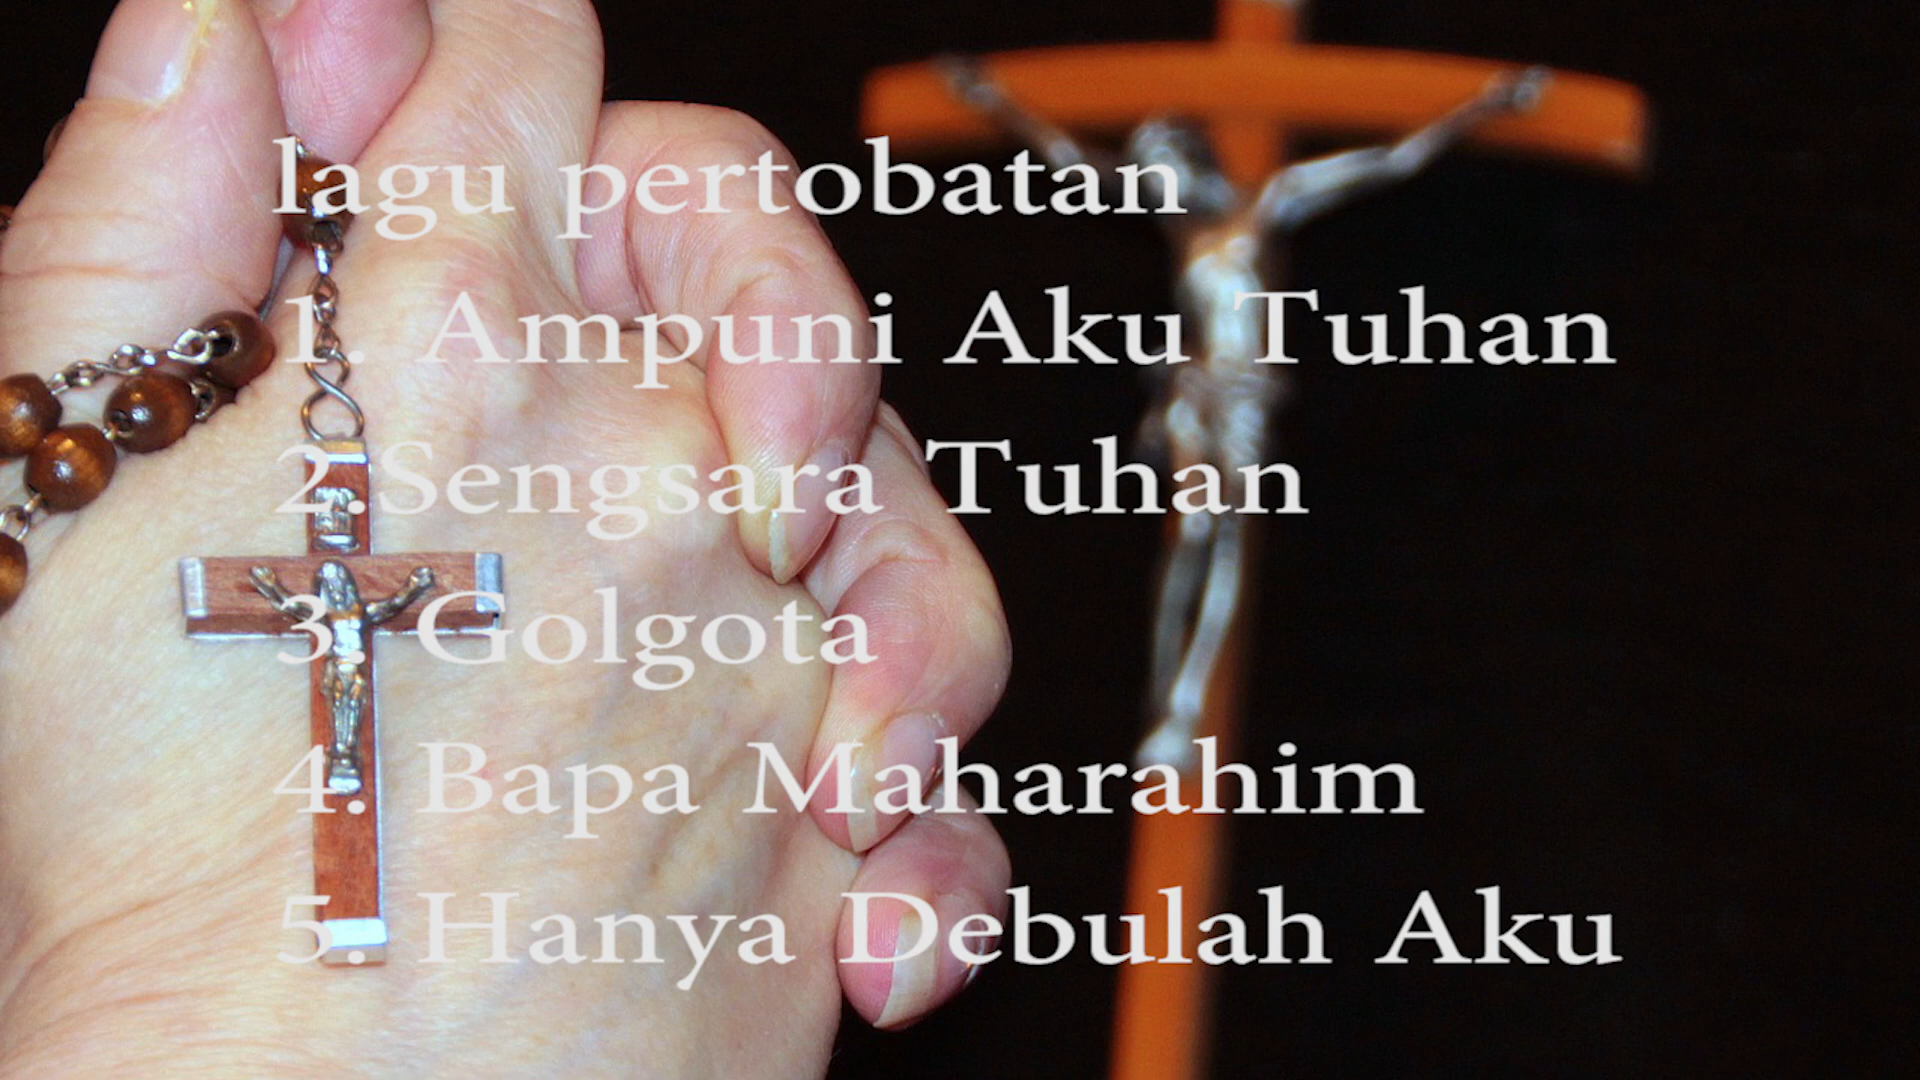 lagu pertobatan
1. Ampuni Aku Tuhan
2.Sengsara Tuhan
3. Golgota
4. Bapa Maharahim
5. Hanya Debulah Aku